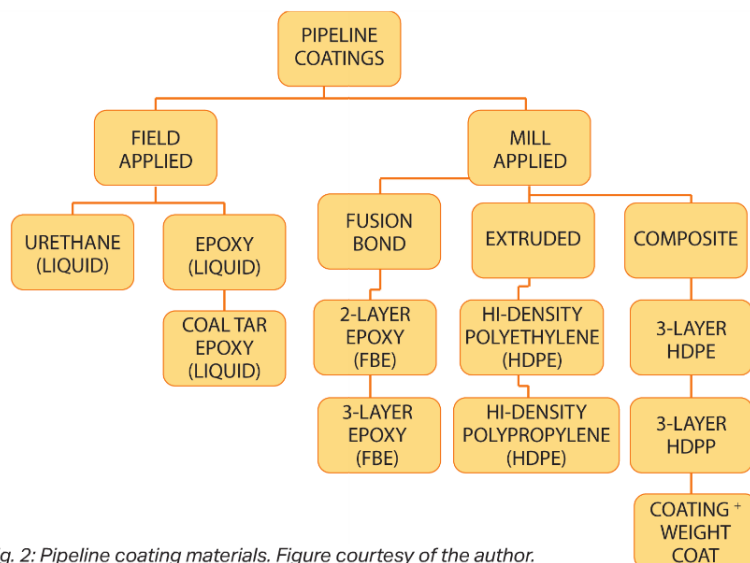 PIPELINE
COATINGS
FIELD
APPLIED
MILL
APPLIED
URETHANE
(LIQUID)
EPOXY
(LIQUID)
COAL TAR
EPOXY
(LIQUID)
FUSION
BOND
2-LAYER
EPOXY
(FBE)
3-LAYER
EPOXY
(FBE)
EXTRUDED
HI-DENSITY
POLYETHYLENE
(HDPE)
HI-DENSITY
POLYPROPYLENE
(HDPE)
COMPOSITE
3-LAYER
HDPE
3-LAYER
HDPP
COATING +
WEIGHT
COAT
ig. 2: Pipeline coating materials. Figure courtesy of the author.